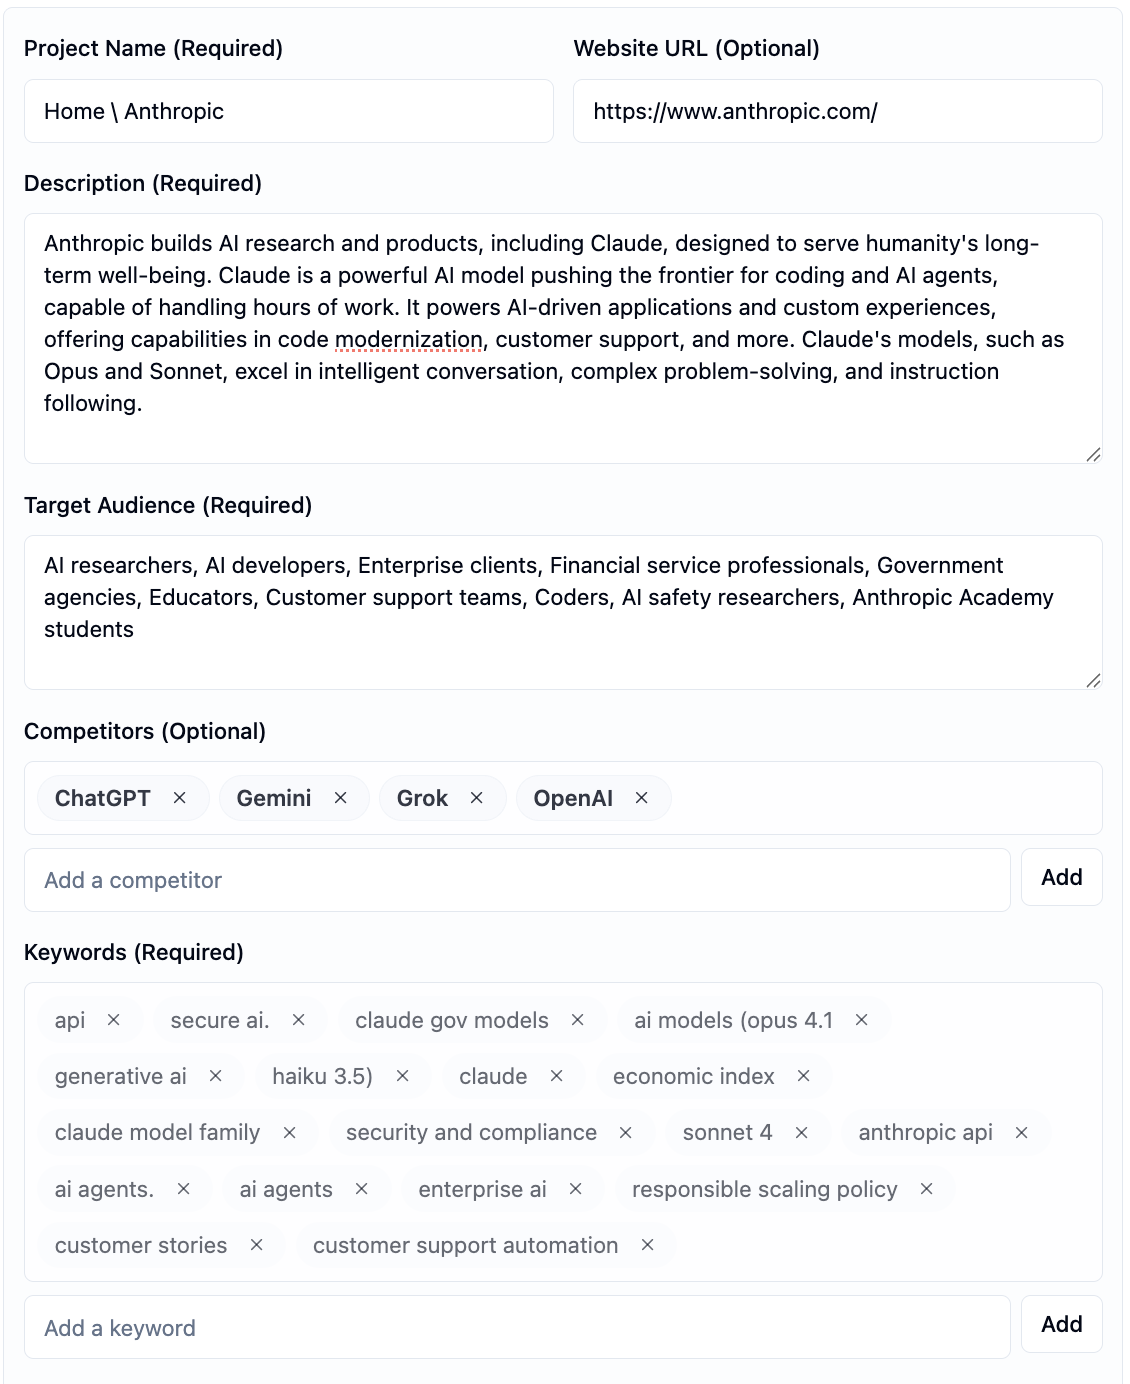 Project Name (Required)
Website URL (Optional)
Home \ Anthropic
https://www.anthropic.com/
Description (Required)
Anthropic builds AI research and products, including Claude, designed to serve humanity's long-
term well-being. Claude is a powerful AI model pushing the frontier for coding and AI agents,
capable of handling hours of work. It powers AI-driven applications and custom experiences,
offering capabilities in code modernization, customer support, and more. Claude's models, such as
Opus and Sonnet, excel in intelligent conversation, complex problem-solving, and instruction
following.
Target Audience (Required)
AI researchers, AI developers, Enterprise clients, Financial service professionals, Government
agencies, Educators, Customer support teams, Coders, AI safety researchers, Anthropic Academy
students
Competitors (Optional)
ChatGPT × Gemini × Grok × OpenAI ×
Add a competitor
Add
Keywords (Required)
api × secure ai. × claude gov models × ai models (opus 4.1 ×
generative ai × haiku 3.5) × claude × economic index ×
claude model family × security and compliance × sonnet 4 × anthropic api ×
ai agents. × ai agents × enterprise ai × responsible scaling policy ×
customer stories × customer support automation ×
Add a keyword
Add